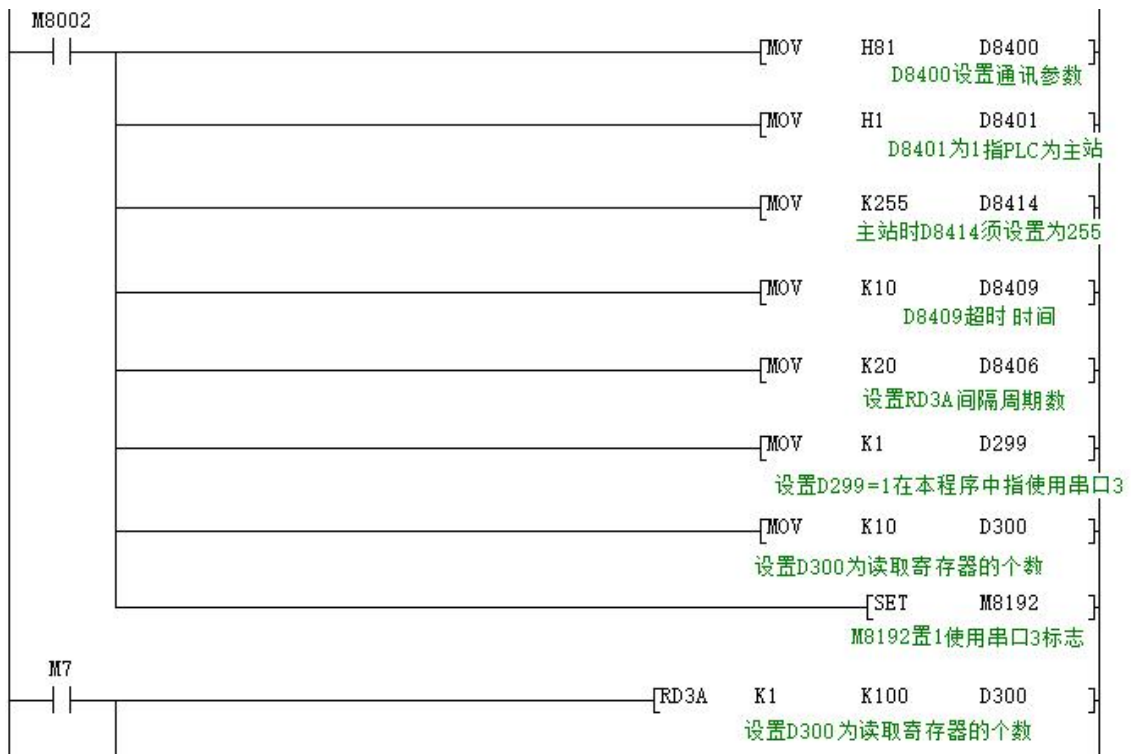 M8002
MOV H81 D8400
D8400设置通讯参数
MOV H1 D8401
D8401为1指PLC为主站
MOV K255 D8414
主站时D8414须设置为255
MOV K10 D8409
D8409超时时间
MOV K20 D8406
设置RD3A间隔周期数
MOV K1 D299
设置D299=1在本程序中指使用串口3
MOV K10 D300
设置D300为读取寄存器的个数
SET M8192
M8192置1使用串口3标志
M7
RD3A K1 K100 D300
设置D300为读取寄存器的个数